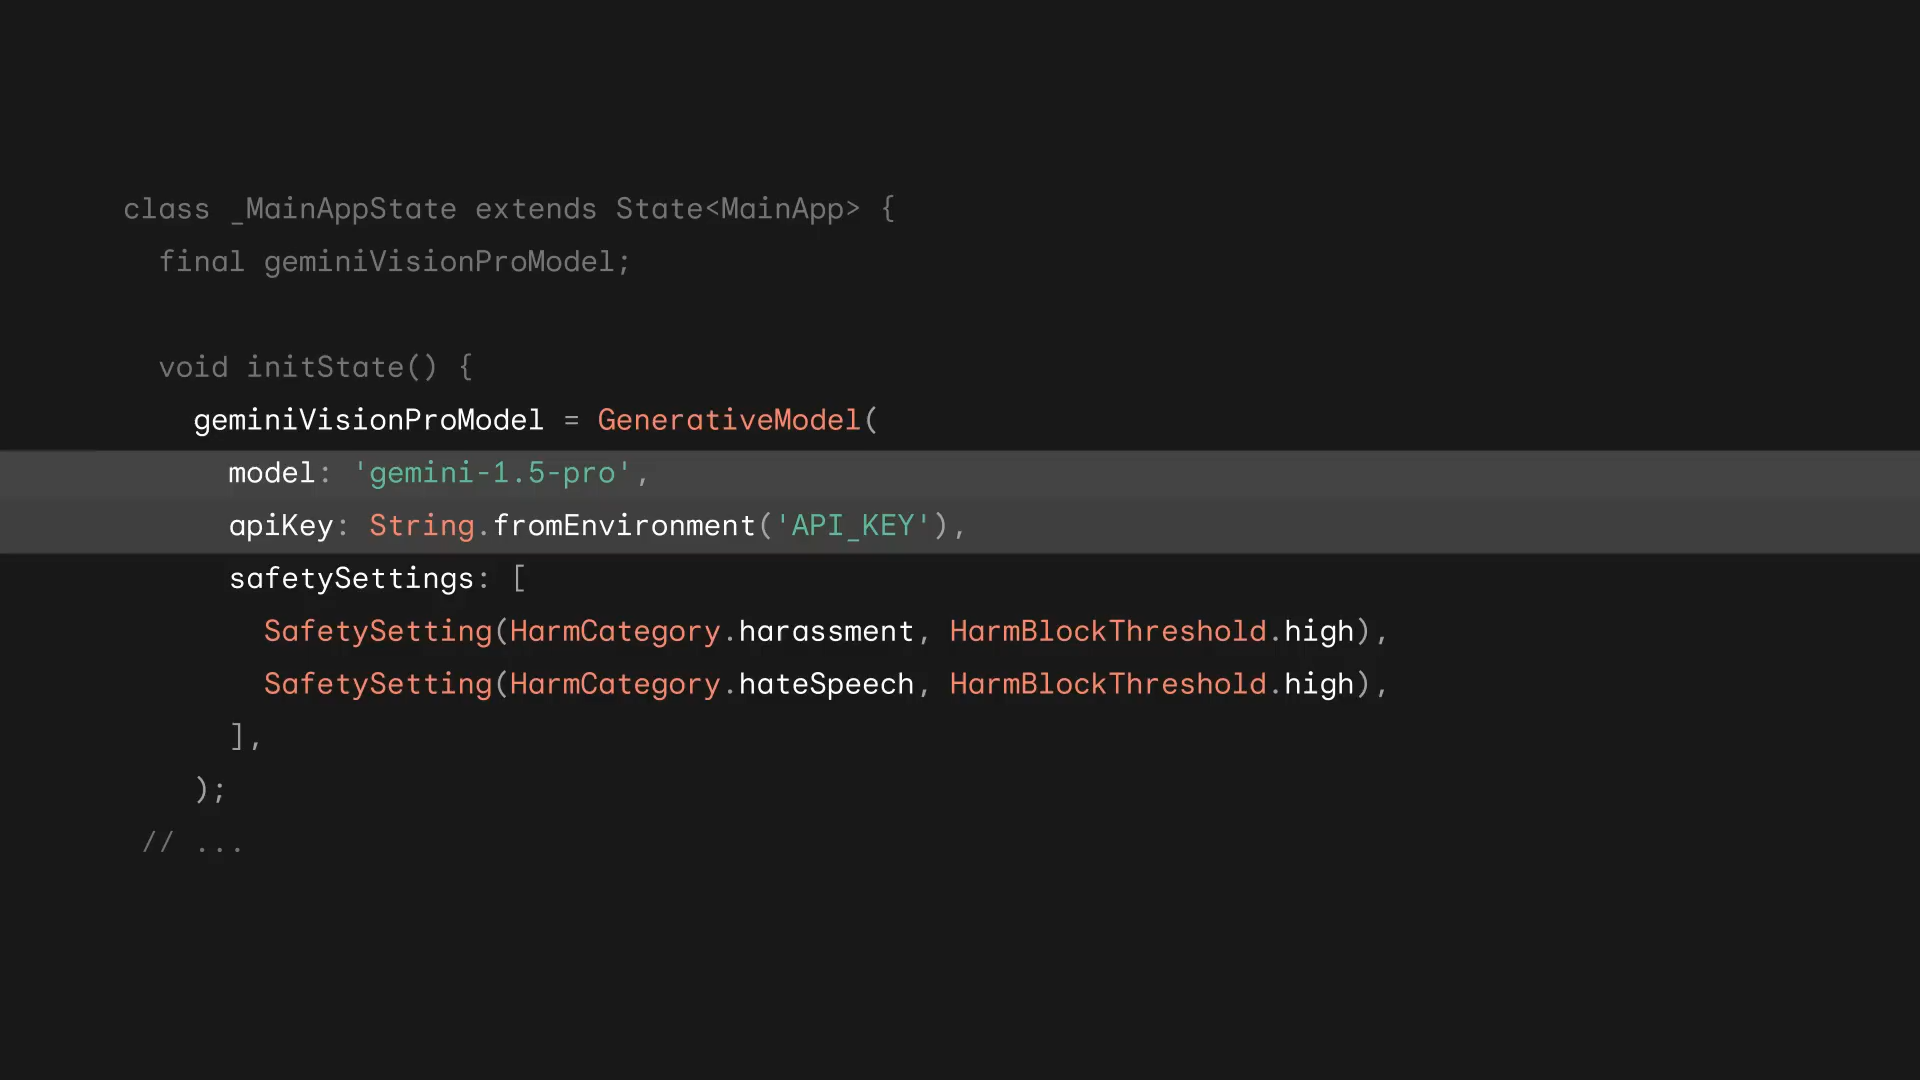 class _MainAppState extends State<MainApp> {
final geminiVisionProModel;
void initState() {
geminiVisionProModel = GenerativeModel(
model: 'gemini-1.5-pro',
apiKey: String.fromEnvironment('API_KEY'),
safetySettings: [
SafetySetting(HarmCategory.harassment, HarmBlockThreshold.high),
SafetySetting(HarmCategory.hateSpeech, HarmBlockThreshold.high),
],
);
// ...